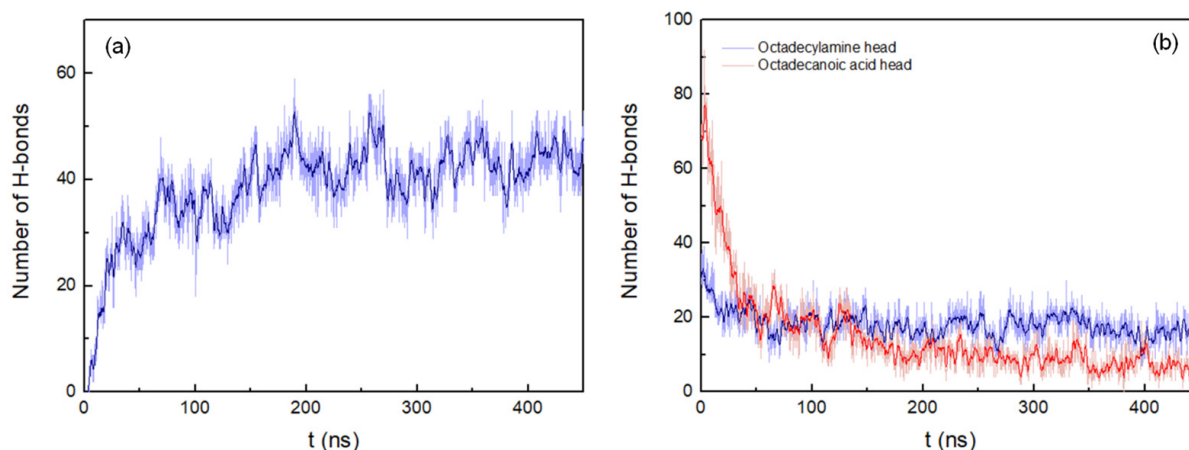 (a)
Number of H-bonds
60
40
20
0
0 100 200 300 400
t (ns)
(b)
Octadecylamine head
Octadecanoic acid head
Number of H-bonds
100
80
60
40
20
0
0 100 200 300 400
t (ns)